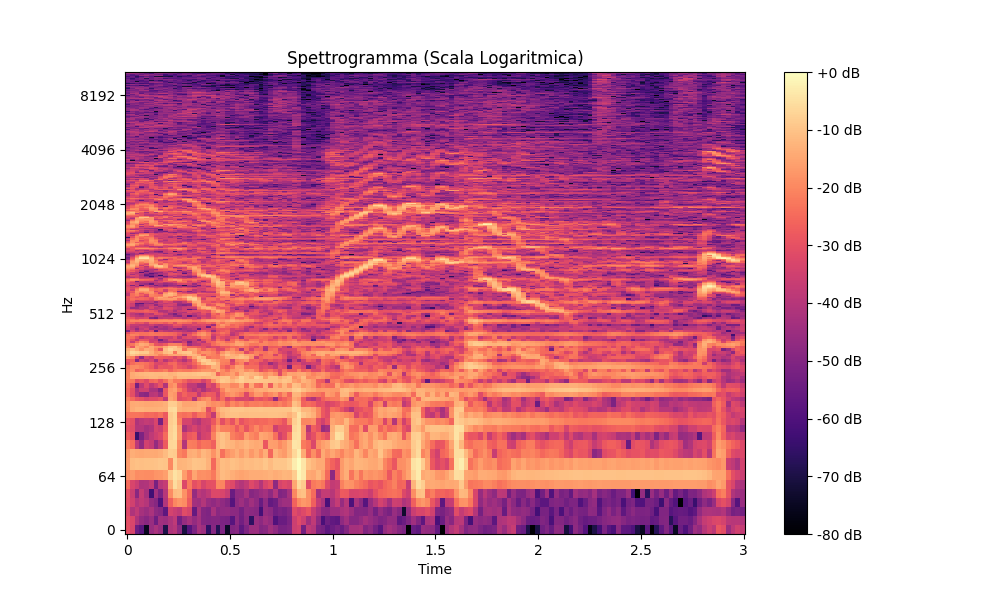 Spettrogramma (Scala Logaritmica)
Hz
8192
4096
2048
1024
512
256
128
64
0
0
0.5
1
1.5
2
2.5
3
Time
+0 dB
-10 dB
-20 dB
-30 dB
-40 dB
-50 dB
-60 dB
-70 dB
-80 dB